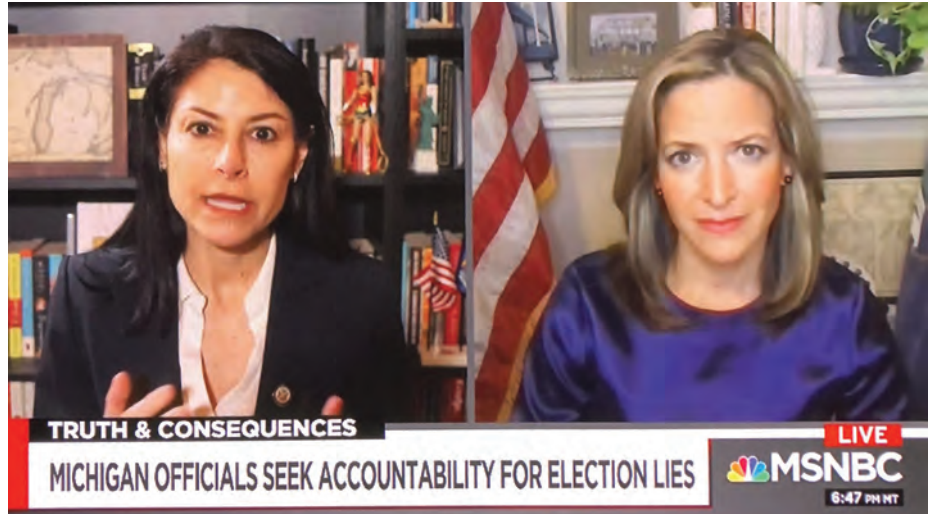 TRUTH & CONSEQUENCES
MICHIGAN OFFICIALS SEEK ACCOUNTABILITY FOR ELECTION LIES
LIVE
MSNBC
6:47 PM MT